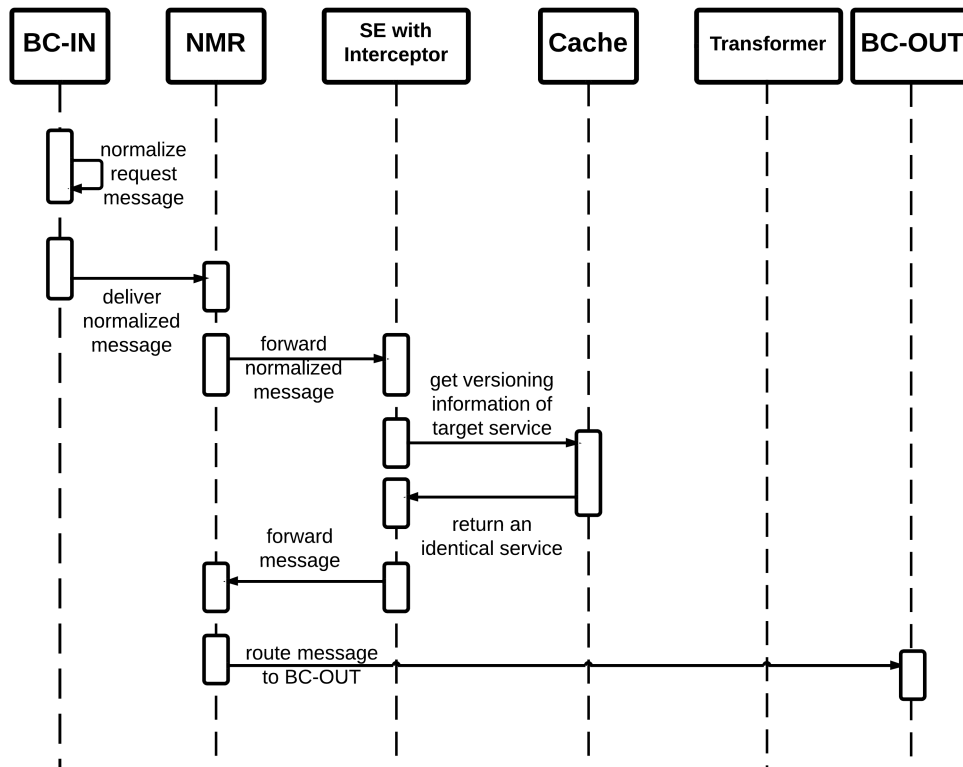 BC-IN
NMR
SE with
Interceptor
Cache
Transformer
BC-OUT
normalize
request
message
deliver
normalized
message
forward
normalized
message
get versioning
information of
target service
return an
identical service
forward
message
route message
to BC-OUT